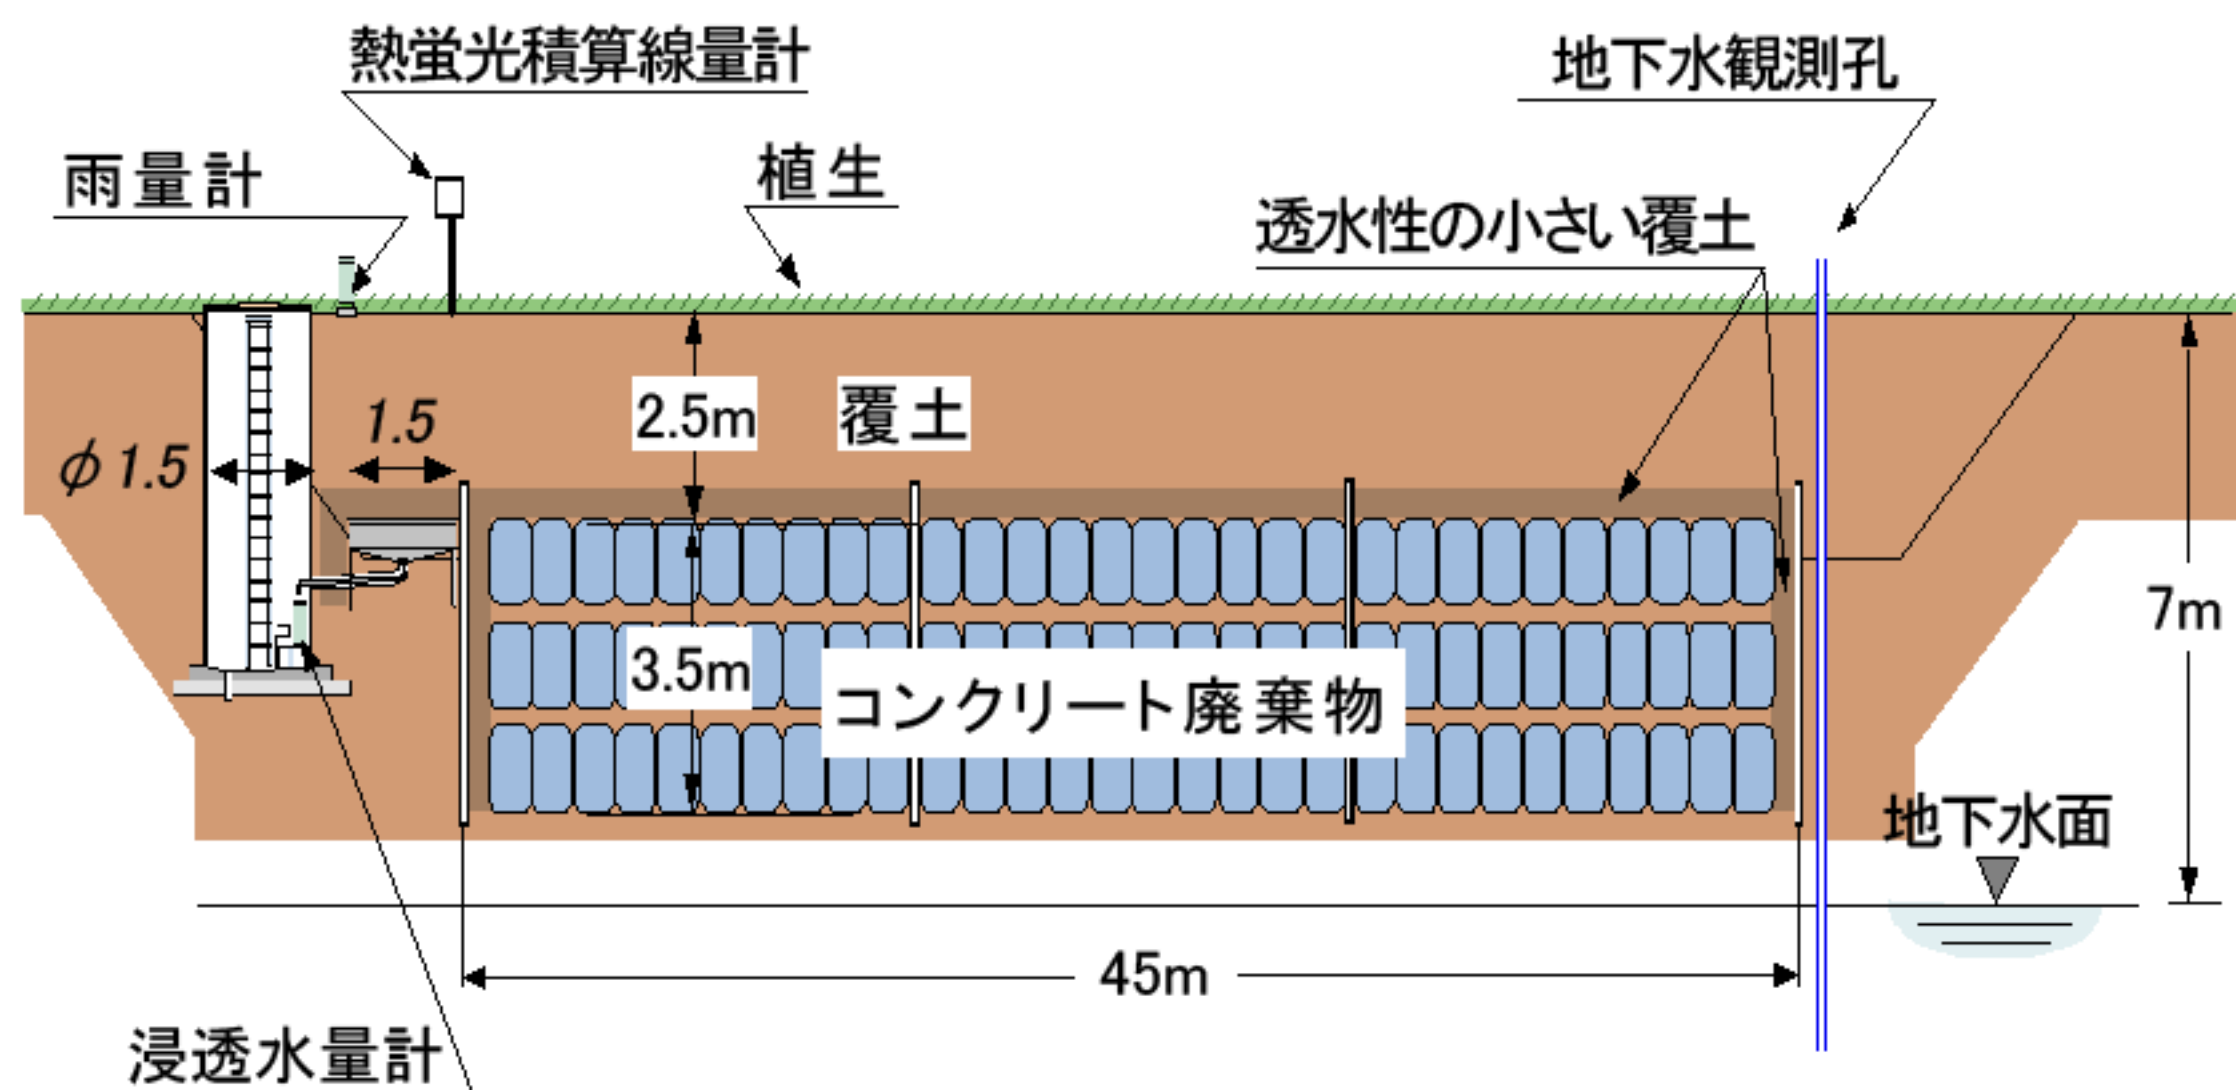 熱蛍光積算線量計
地下水観測孔
雨量計
植生
透水性の小さい覆土
2.5m
覆土
1.5
φ1.5
7m
3.5m
コンクリート廃棄物
地下水面
45m
浸透水量計